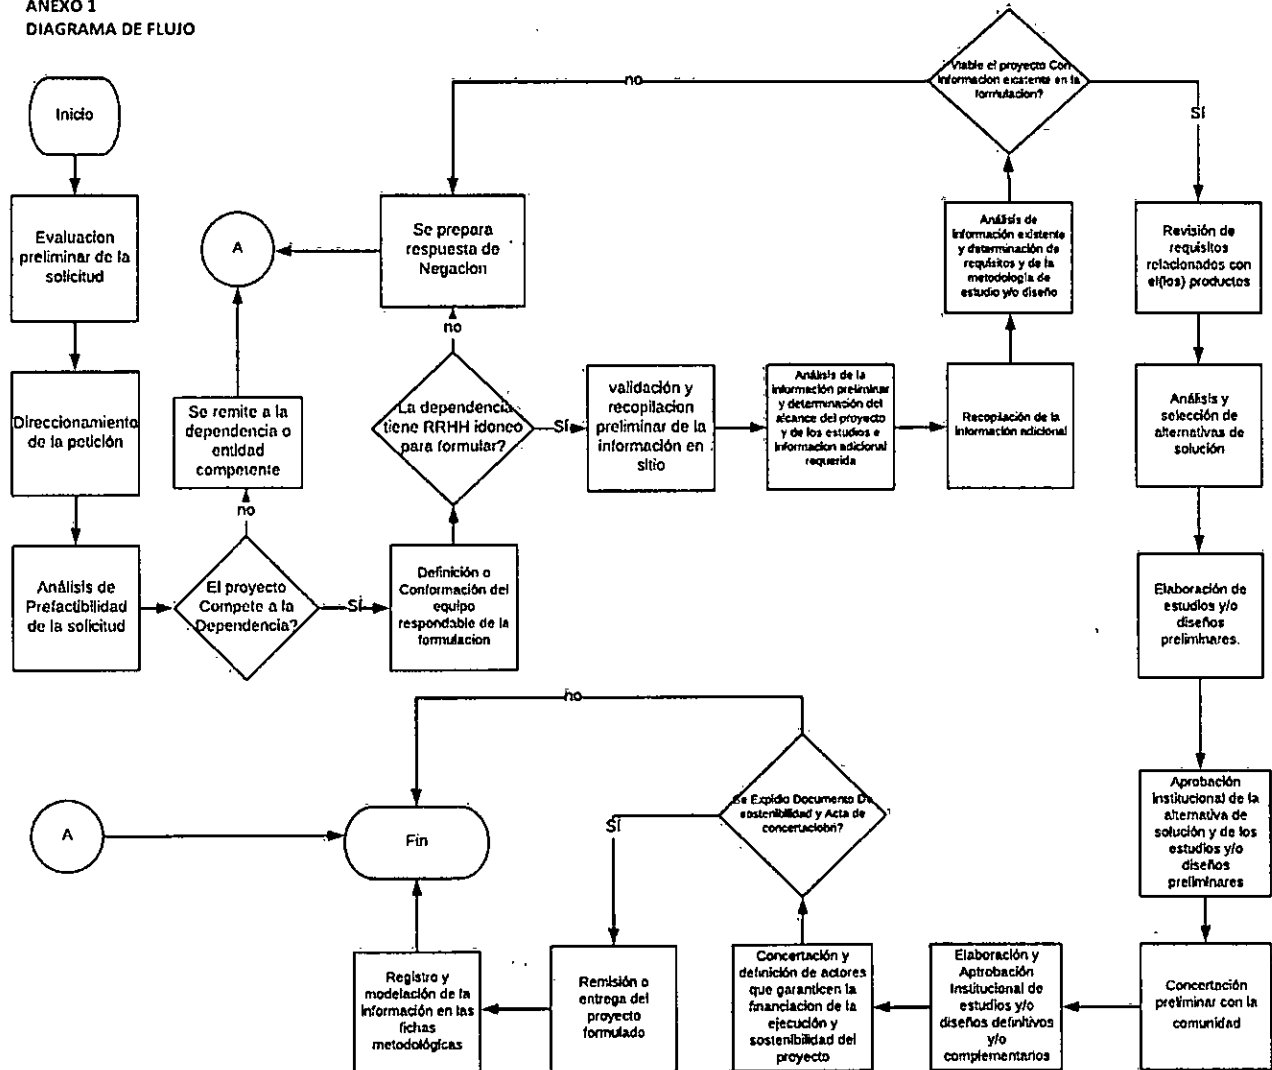 ANEXO 1
DIAGRAMA DE FLUJO
Inicio
Evaluacion
preliminar de la
solicitud
Direccionamiento
de la petición
Análisis de
Prefactibilidad
de la solicitud
El proyecto
Compete a la
Dependencia?
no
Se remite a la
dependencia o
entidad
competente
A
SÍ
Definición o
Conformación del
equipo
respondable de la
formulacion
La dependencia
tiene RRHH idoneo
para formular?
no
Se prepara
respuesta de
Negacion
SÍ
validación y
recopilacion
preliminar de la
información en
sitio
Análisis de la
información preliminar
y determinación del
alcance del proyecto
y de los estudios e
informacion adicional
requerida
Recopilación de la
información adicional
Análisis de
información existente
y determinación de
requisitos y de la
metodología de
estudio y/o diseño
Viable el proyecto Con
informacion existente en la
formulacion?
no
SÍ
Revisión de
requisitos
relacionados con
el(los) productos
Análisis y
selección de
alternativas de
solución
Elaboración de
estudios y/o
diseños
preliminares.
Aprobación
Institucional de la
alternativa de
solución y de los
estudios y/o
diseños
preliminares
Concertación
preliminar con la
comunidad
Elaboración y
Aptrobación
Institucional de
estudios y/o
diseños definitivos
y/o
complementarios
Concertación y
definición de actores
que garanticen la
financiacion de la
ejecución y
sostenibilidad del
proyecto
Se Expidio Documento De
sostenibilidad y Acta de
concertaciobn?
no
SÍ
Remisión o
entrega del
proyecto
formulado
Registro y
modelación de la
información en las
fichas
metodológicas
Fin
A